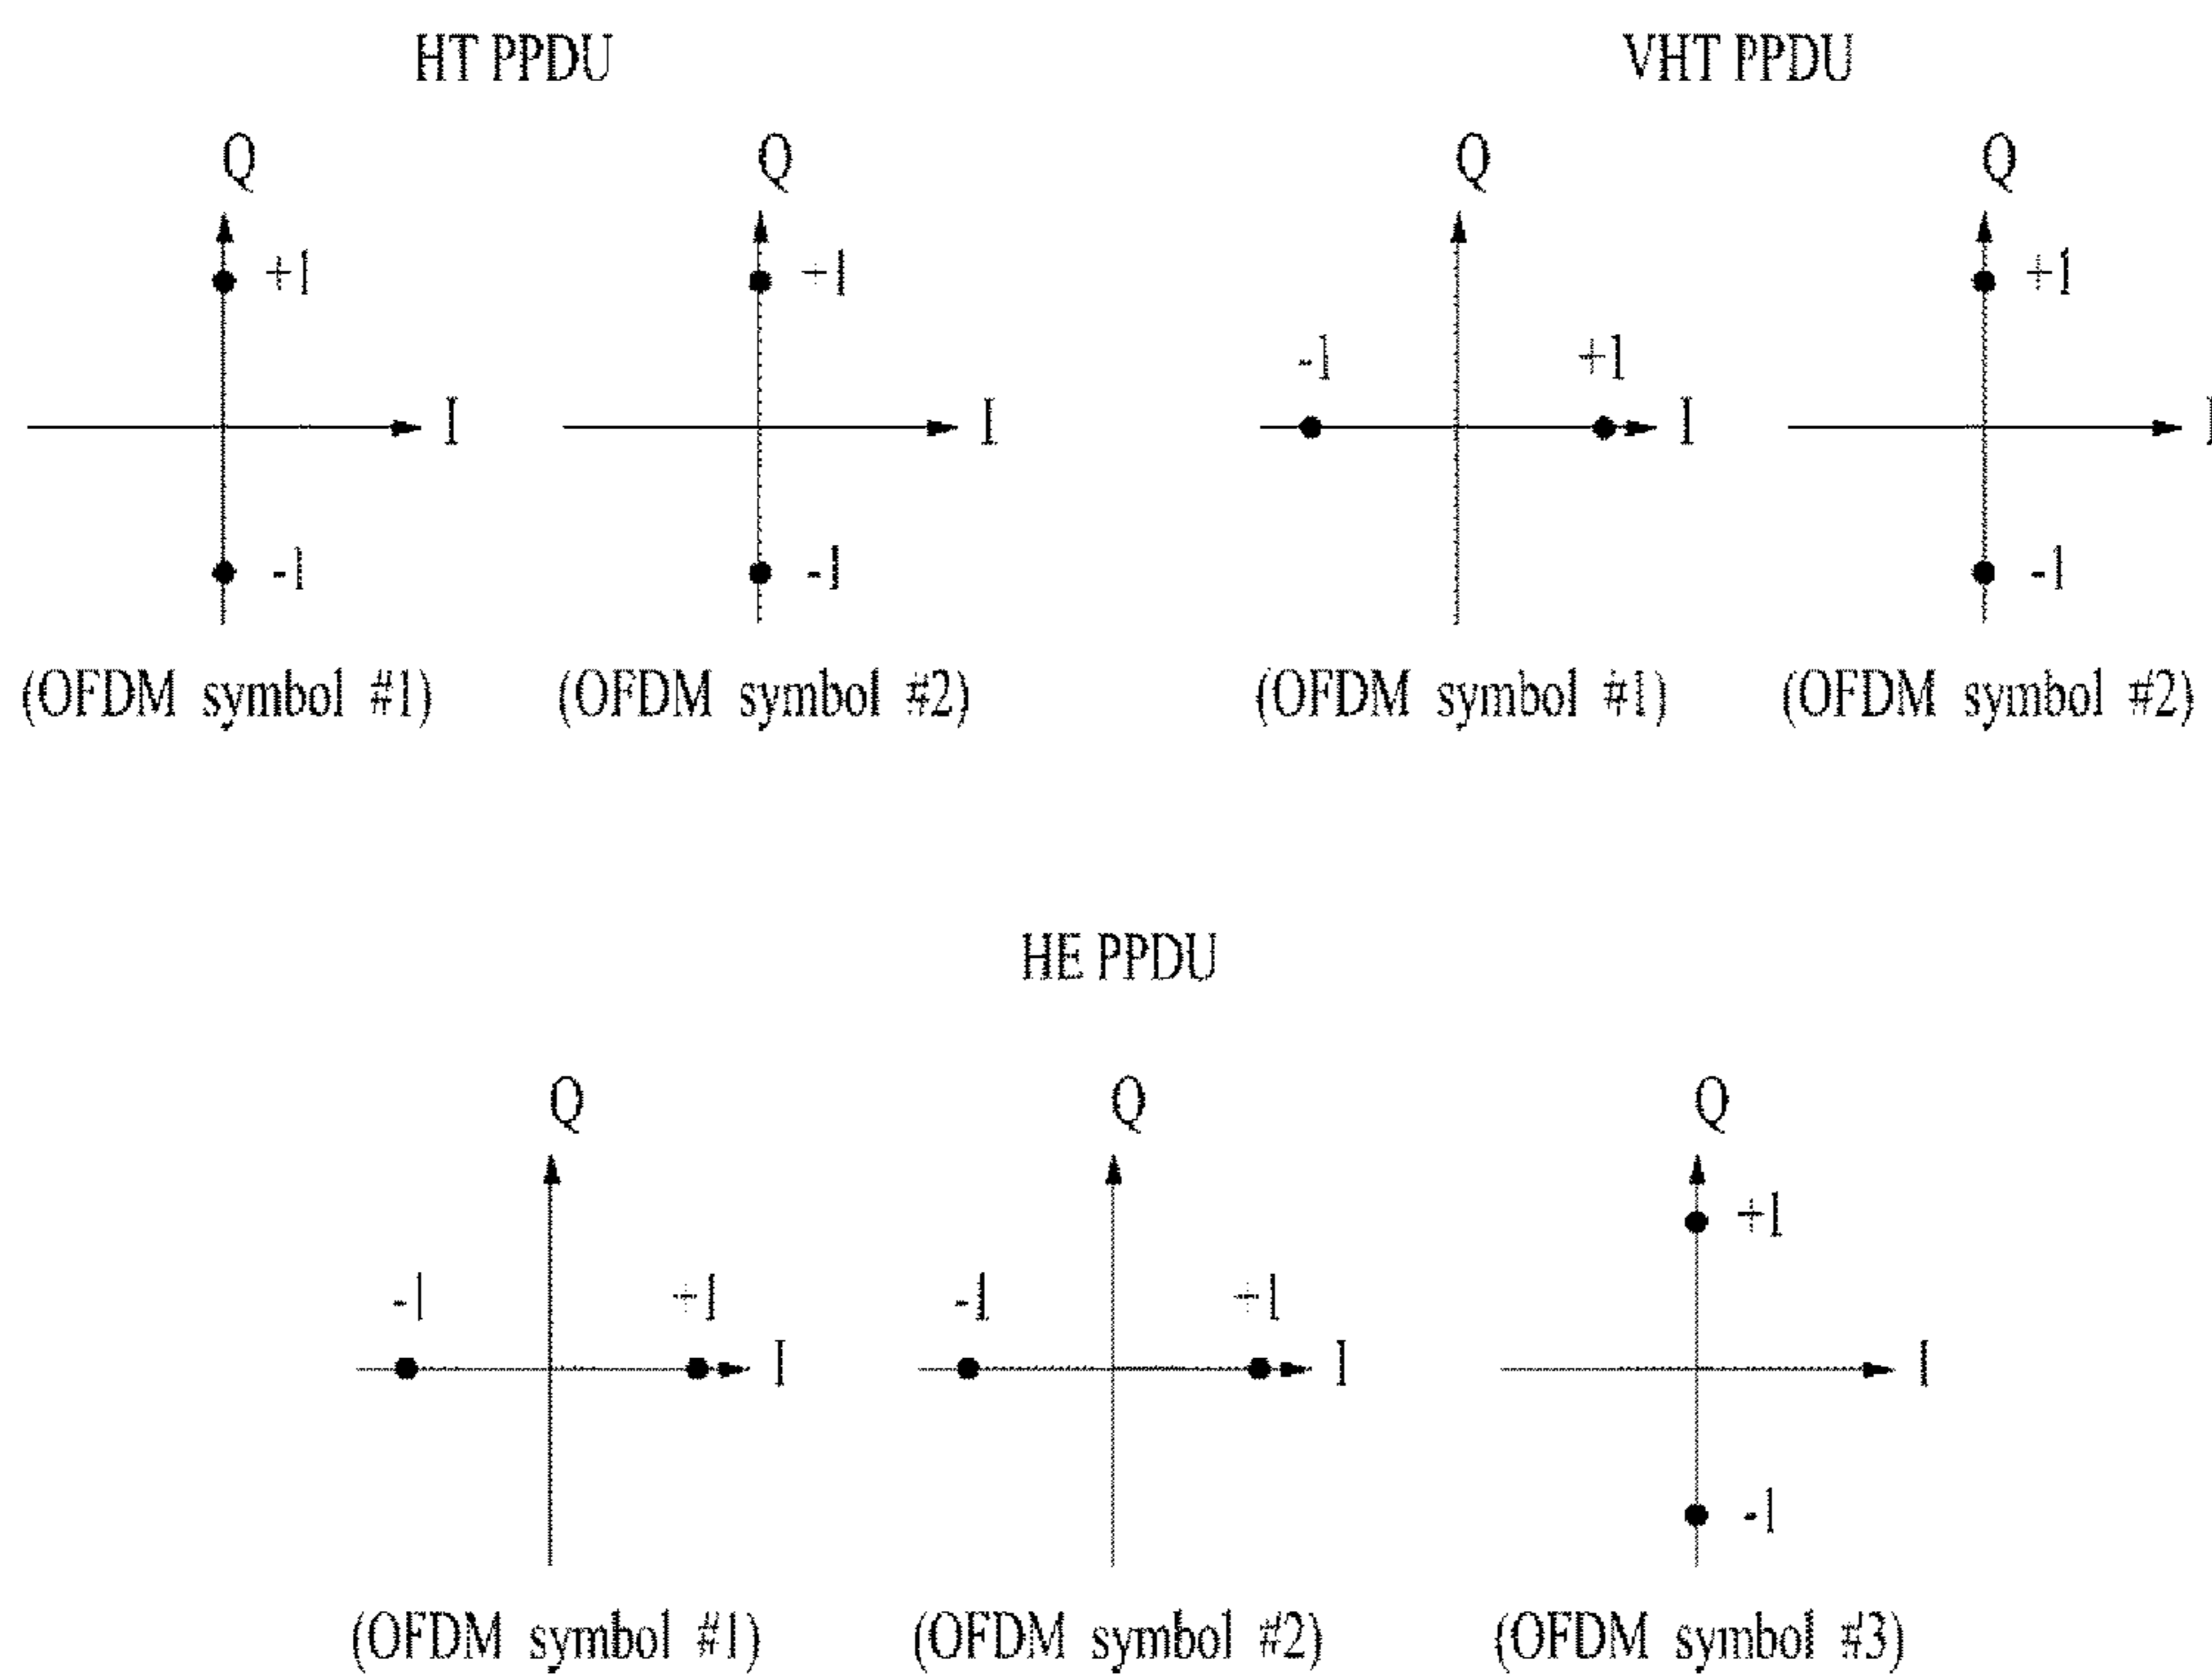 HT PPDU
VHT PPDU
Q
Q
Q
Q
+1
+1
+1
-1
+1
I
I
I
I
-1
-1
-1
(OFDM symbol #1)
(OFDM symbol #2)
(OFDM symbol #1)
(OFDM symbol #2)
HE PPDU
Q
Q
Q
+1
-1
+1
-1
+1
I
I
I
-1
(OFDM symbol #1)
(OFDM symbol #2)
(OFDM symbol #3)